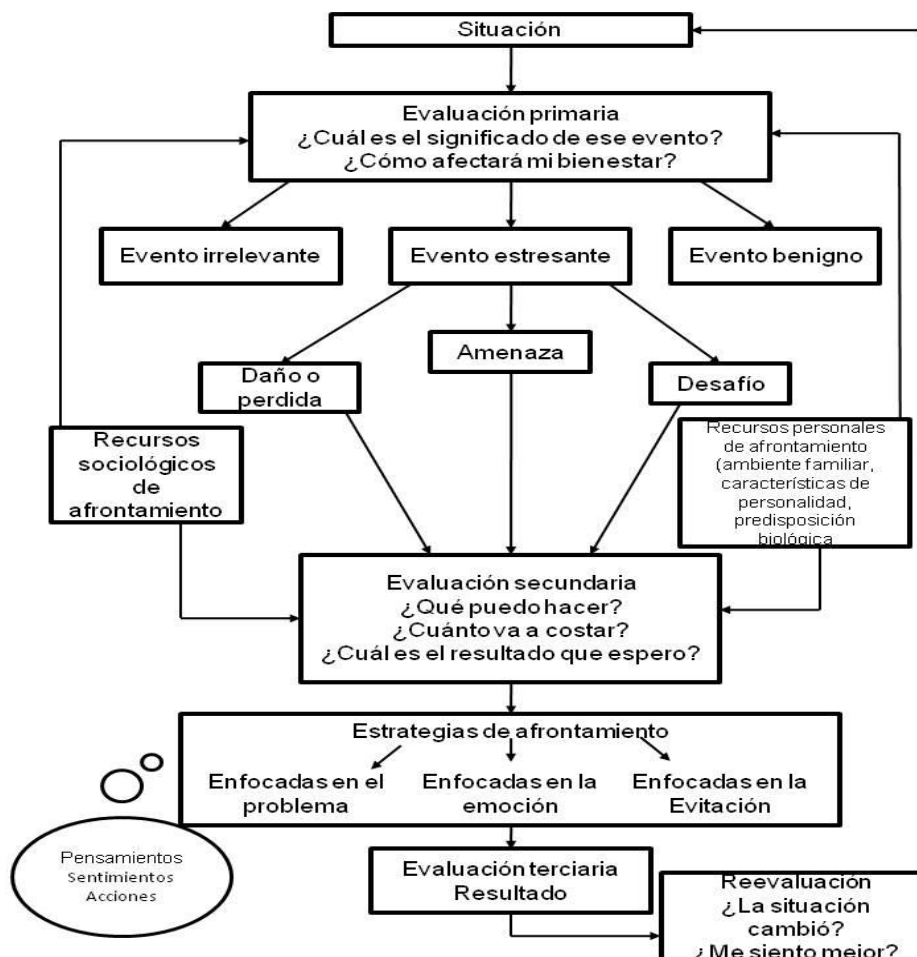 Situación
Evaluación primaria
¿Cuál es el significado de ese evento?
¿Cómo afectará mi bienestar?
Evento irrelevante
Evento estresante
Evento benigno
Daño o
perdida
Amenaza
Desafío
Recursos
sociológicos
de
afrontamiento
Recursos personales
de afrontamiento
(ambiente familiar,
características de
personalidad,
predisposición
biológica
Evaluación secundaria
¿Qué puedo hacer?
¿Cuánto va a costar?
¿Cuál es el resultado que espero?
Estrategias de afrontamiento
Enfocadas en el
problema
Enfocadas en la
emoción
Enfocadas en la
Evitación
Pensamientos
Sentimientos
Acciones
Evaluación terciaria
Resultado
Reevaluación
¿La situación
cambió?
¿Me siento mejor?